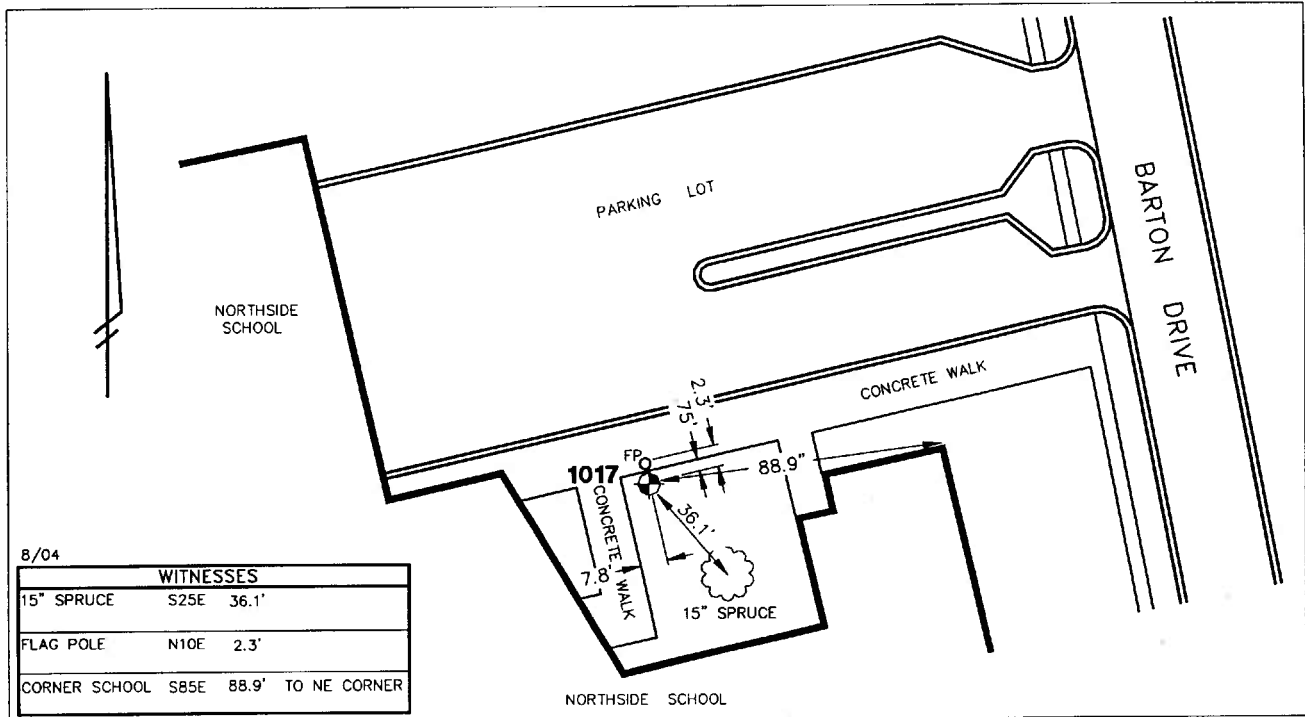 PARKING LOT
BARTON DRIVE
NORTHSIDE
SCHOOL
CONCRETE WALK
2.3'
75'
FP
1017
88.9"
CONCRETE WALK
36.1'
7.8
15" SPRUCE
NORTHSIDE SCHOOL
8/04
WITNESSES
15" SPRUCE S25E 36.1'
FLAG POLE N10E 2.3'
CORNER SCHOOL S85E 88.9' TO NE CORNER